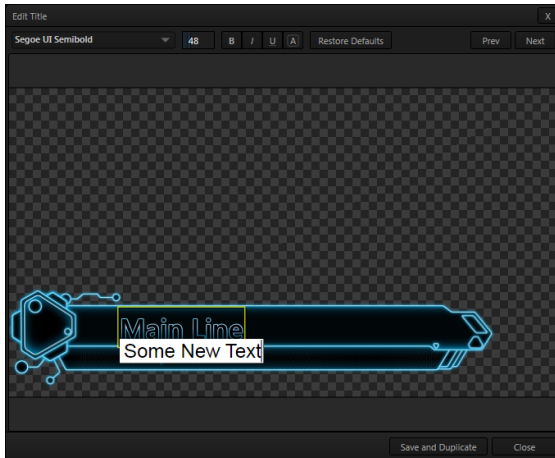 Edit Title
X
Segoe UI Semibold 48 B I U A Restore Defaults Prev Next
Main Line
Some New Text
Save and Duplicate Close